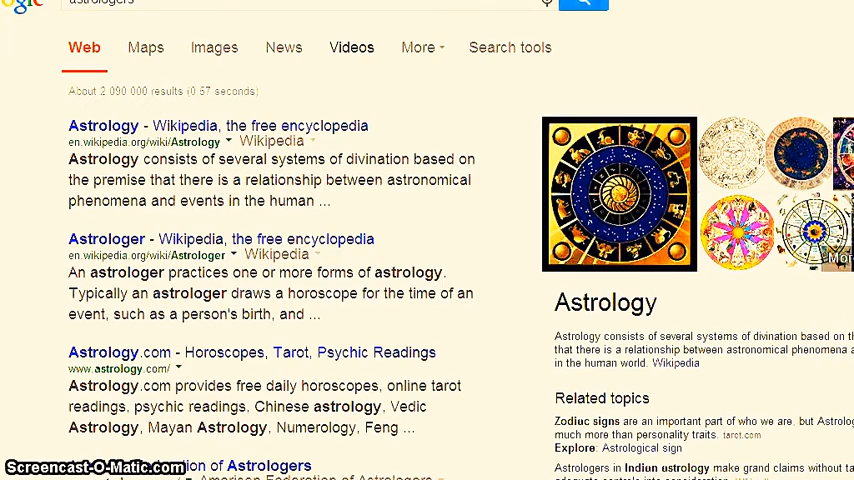 astrologers
Web Maps Images News Videos More Search tools
About 2 090 000 results (0 57 seconds)
Astrology - Wikipedia, the free encyclopedia
en.wikipedia.org/wiki/Astrology Wikipedia
Astrology consists of several systems of divination based on
the premise that there is a relationship between astronomical
phenomena and events in the human ...
Astrologer - Wikipedia, the free encyclopedia
en.wikipedia.org/wiki/Astrologer Wikipedia
An astrologer practices one or more forms of astrology.
Typically an astrologer draws a horoscope for the time of an
event, such as a person's birth, and ...
Astrology.com - Horoscopes, Tarot, Psychic Readings
www.astrology.com/
Astrology.com provides free daily horoscopes, online tarot
readings, psychic readings, Chinese astrology, Vedic
Astrology, Mayan Astrology, Numerology, Feng ...
of Astrologers
American Federation of Astrologers
Mor
Astrology
Astrology consists of several systems of divination based on th
that there is a relationship between astronomical phenomena a
in the human world. Wikipedia
Related topics
Zodiac signs are an important part of who we are, but Astrolo
much more than personality traits. tarot.com
Explore: Astrological sign
Astrologers in Indian astrology make grand claims without ta
Screencast-O-Matic.com